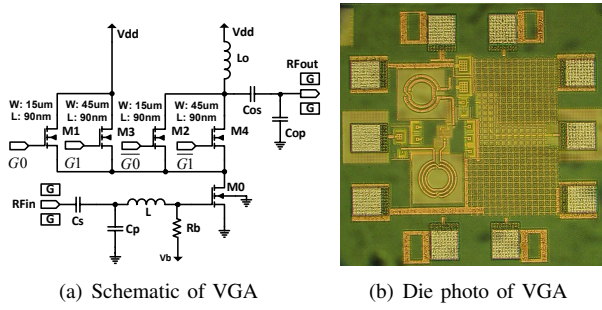 Vdd
Vdd
Lo
RFout
G
G
Cos
Cop
W: 15um
L: 90nm
W: 45um
L: 90nm
W: 15um
L: 90nm
W: 45um
L: 90nm
M1
M3
M2
M4
G0
G1
G0
G1
M0
G
RFin
G
Cs
L
Cp
Rb
Vb
(a) Schematic of VGA
(b) Die photo of VGA